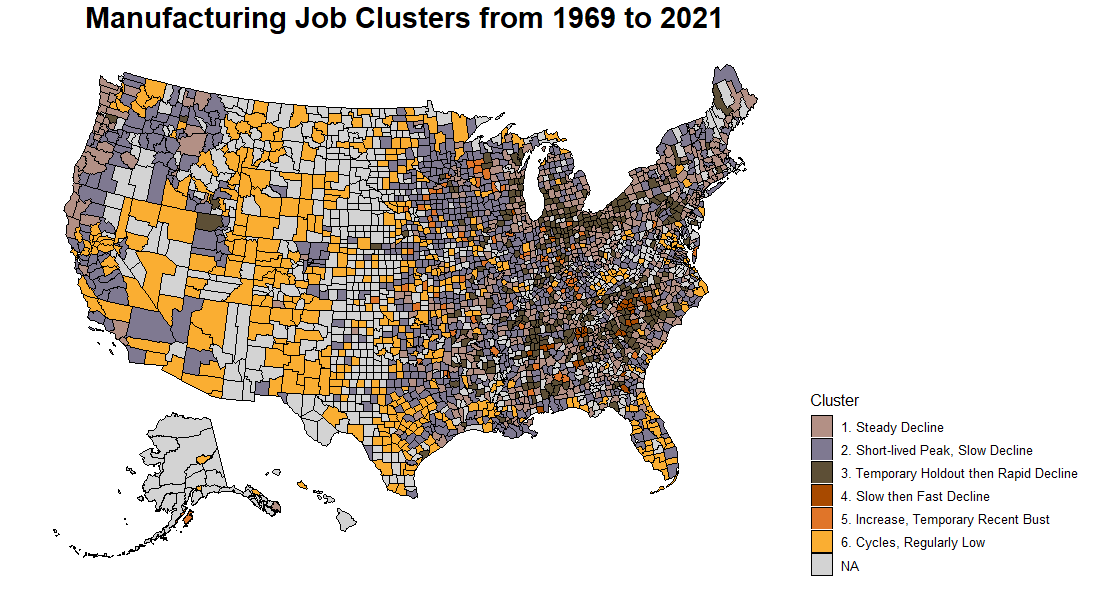 Manufacturing Job Clusters from 1969 to 2021
Cluster
1. Steady Decline
2. Short-lived Peak, Slow Decline
3. Temporary Holdout then Rapid Decline
4. Slow then Fast Decline
5. Increase, Temporary Recent Bust
6. Cycles, Regularly Low
NA